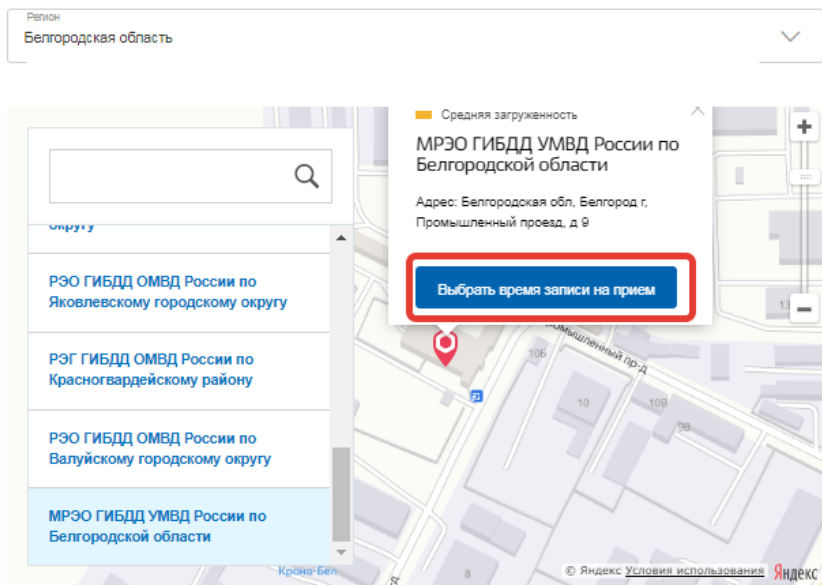 Регион
Белгородская область
Средняя загруженность
МРЭО ГИБДД УМВД России по
Белгородской области
Адрес: Белгородская обл, Белгород г,
Промышленный проезд, д 9
Выбрать время записи на прием
округу
РЭО ГИБДД ОМВД России по
Яковлевскому городскому округу
РЭГ ГИБДД ОМВД России по
Красногвардейскому району
РЭО ГИБДД ОМВД России по
Валуйскому городскому округу
МРЭО ГИБДД УМВД России по
Белгородской области
13
Промышленный пр-д
10Б
10
10В
9В
8
Кроно-Бел
© Яндекс Условия использования Яндекс